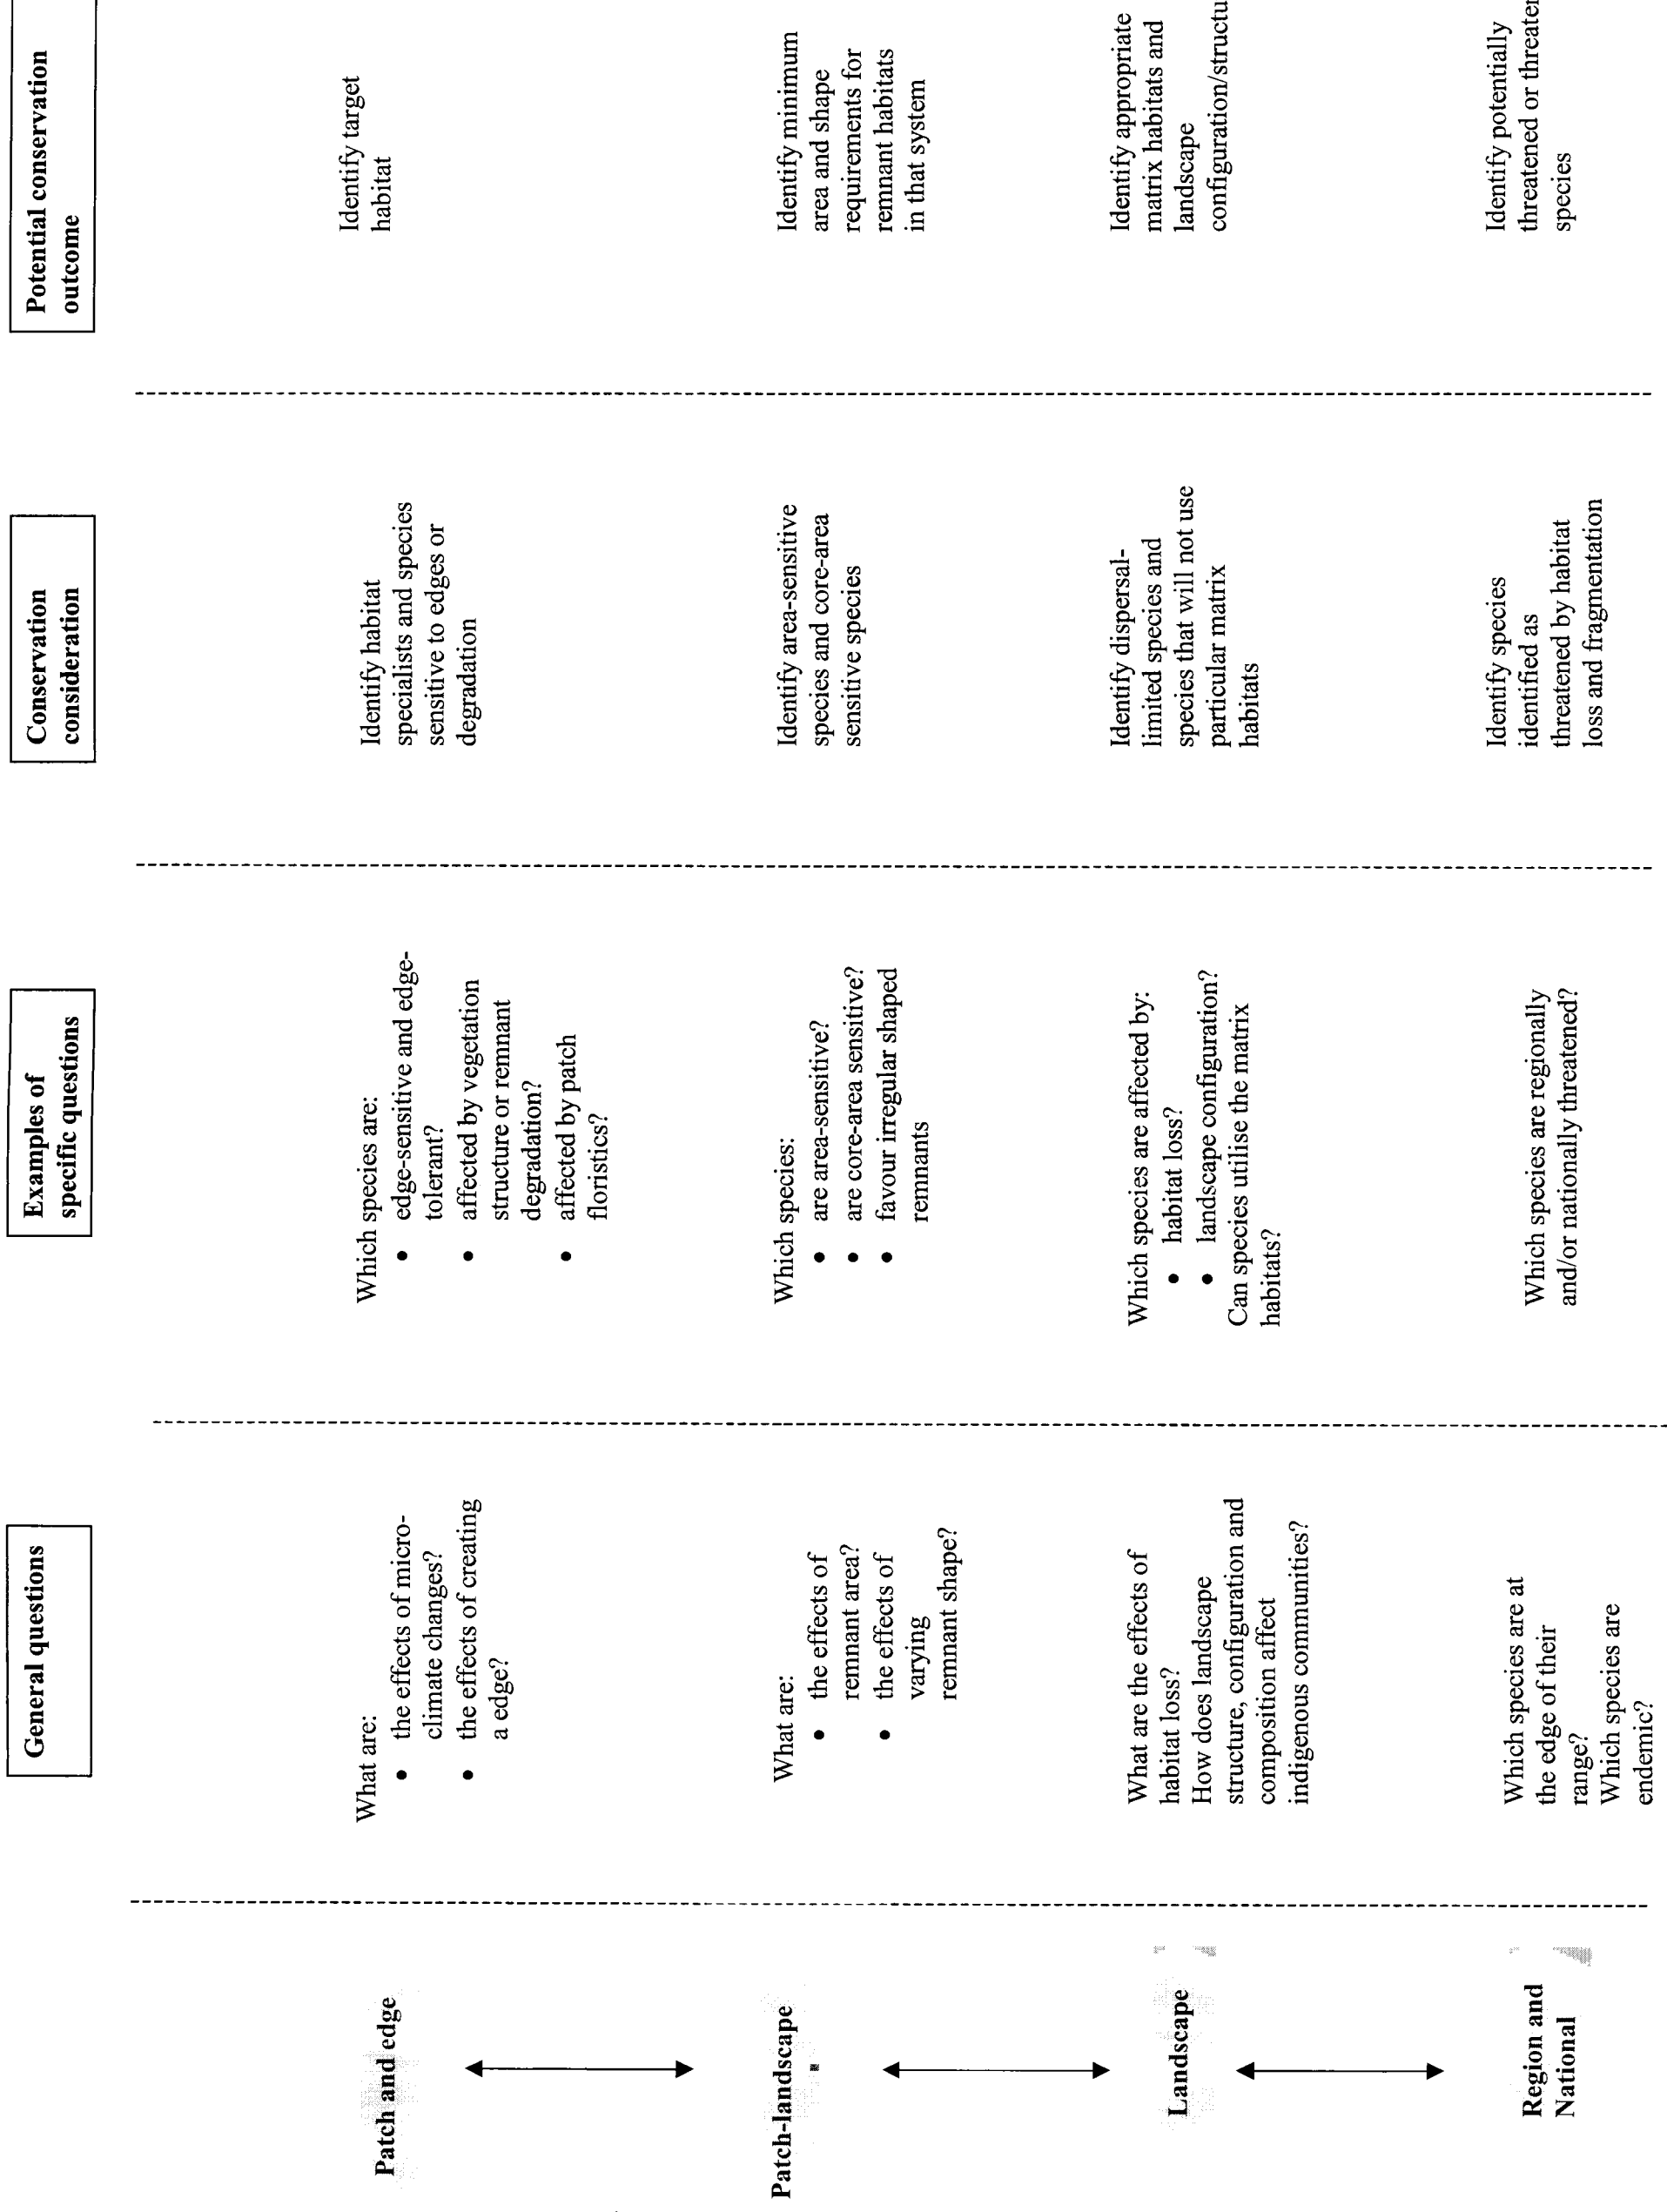 General questions
Examples of
specific questions
Conservation
consideration
Potential conservation
outcome
Patch and edge
What are:
• the effects of micro-
climate changes?
• the effects of creating
a edge?
Which species are:
• edge-sensitive and edge-
tolerant?
• affected by vegetation
structure or remnant
degradation?
• affected by patch
floristics?
Identify habitat
specialists and species
sensitive to edges or
degradation
Identify target
habitat
Patch-landscape
What are:
• the effects of
remnant area?
• the effects of
varying
remnant shape?
Which species:
• are area-sensitive?
• are core-area sensitive?
• favour irregular shaped
remnants
Identify area-sensitive
species and core-area
sensitive species
Identify minimum
area and shape
requirements for
remnant habitats
in that system
Landscape
What are the effects of
habitat loss?
How does landscape
structure, configuration and
composition affect
indigenous communities?
Which species are affected by:
• habitat loss?
• landscape configuration?
Can species utilise the matrix
habitats?
Identify dispersal-
limited species and
species that will not use
particular matrix
habitats
Identify appropriate
matrix habitats and
landscape
configuration/structu
Region and
National
Which species are at
the edge of their
range?
Which species are
endemic?
Which species are regionally
and/or nationally threatened?
Identify species
identified as
threatened by habitat
loss and fragmentation
Identify potentially
threatened or
species